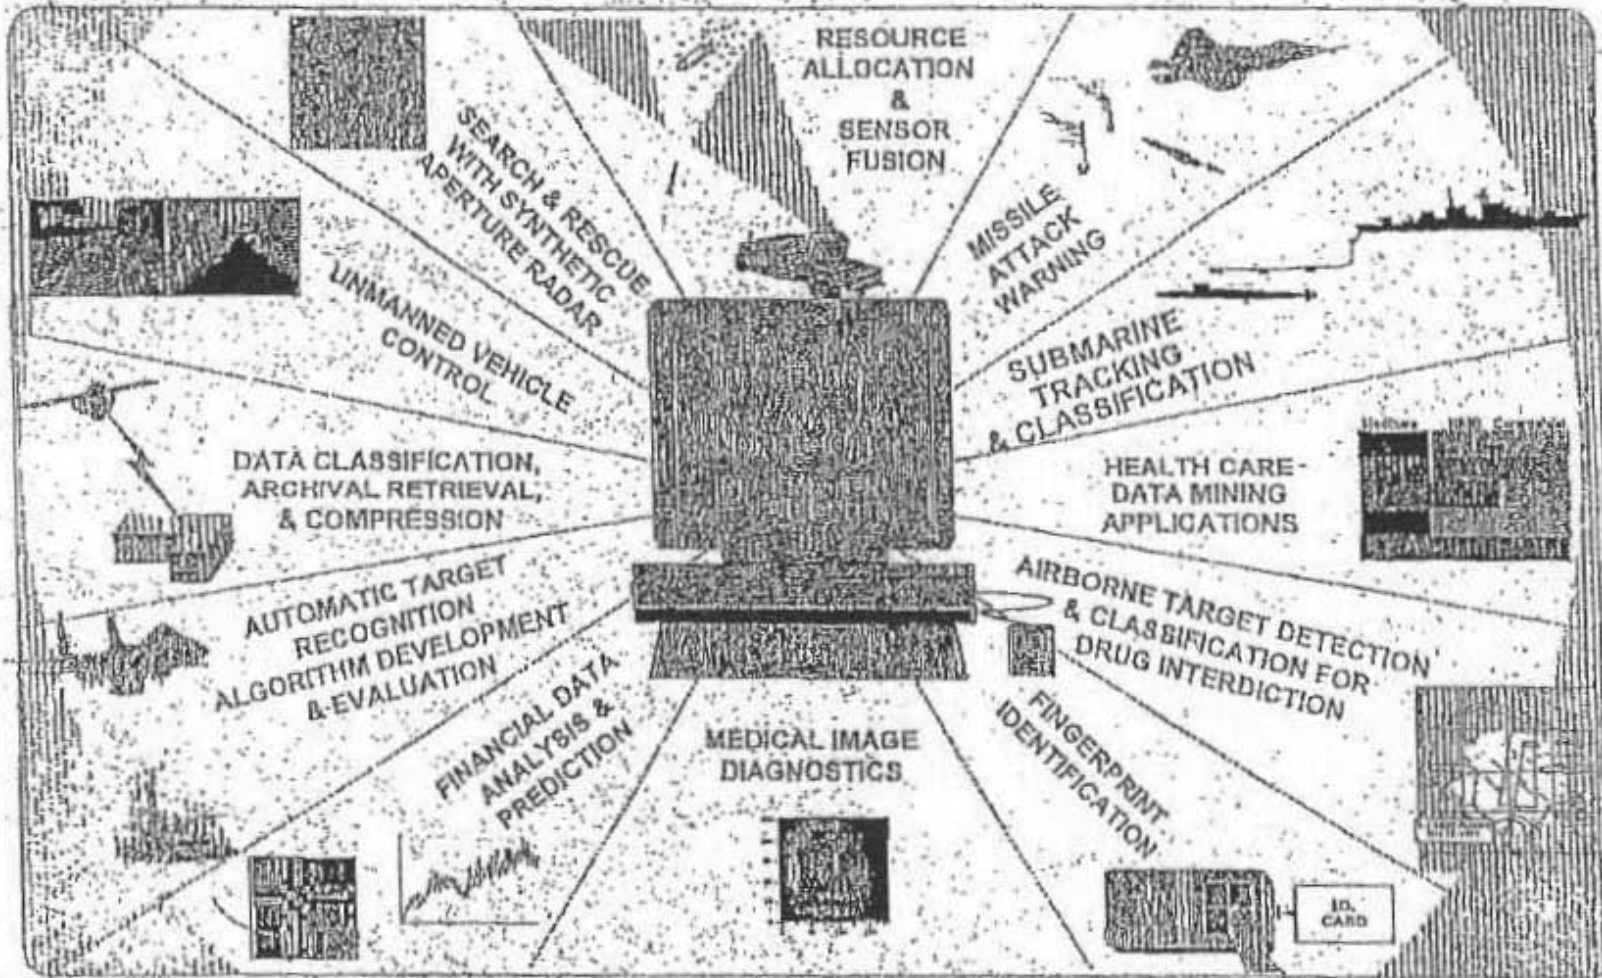 RESOURCE
ALLOCATION
&
SENSOR
FUSION
SEARCH & RESCUE
WITH SYNTHETIC
APERTURE RADAR
MISSILE
ATTACK
WARNING
UNMANNED VEHICLE
CONTROL
SUBMARINE
TRACKING
& CLASSIFICATION
DATA CLASSIFICATION,
ARCHIVAL RETRIEVAL,
& COMPRESSION
HEALTH CARE-
DATA MINING
APPLICATIONS
AUTOMATIC TARGET
RECOGNITION
ALGORITHM DEVELOPMENT
& EVALUATION
AIRBORNE TARGET DETECTION
& CLASSIFICATION FOR
DRUG INTERDICTION
FINANCIAL DATA
ANALYSIS &
PREDICTION
MEDICAL IMAGE
DIAGNOSTICS
FINGERPRINT
IDENTIFICATION
I.D.
CARD